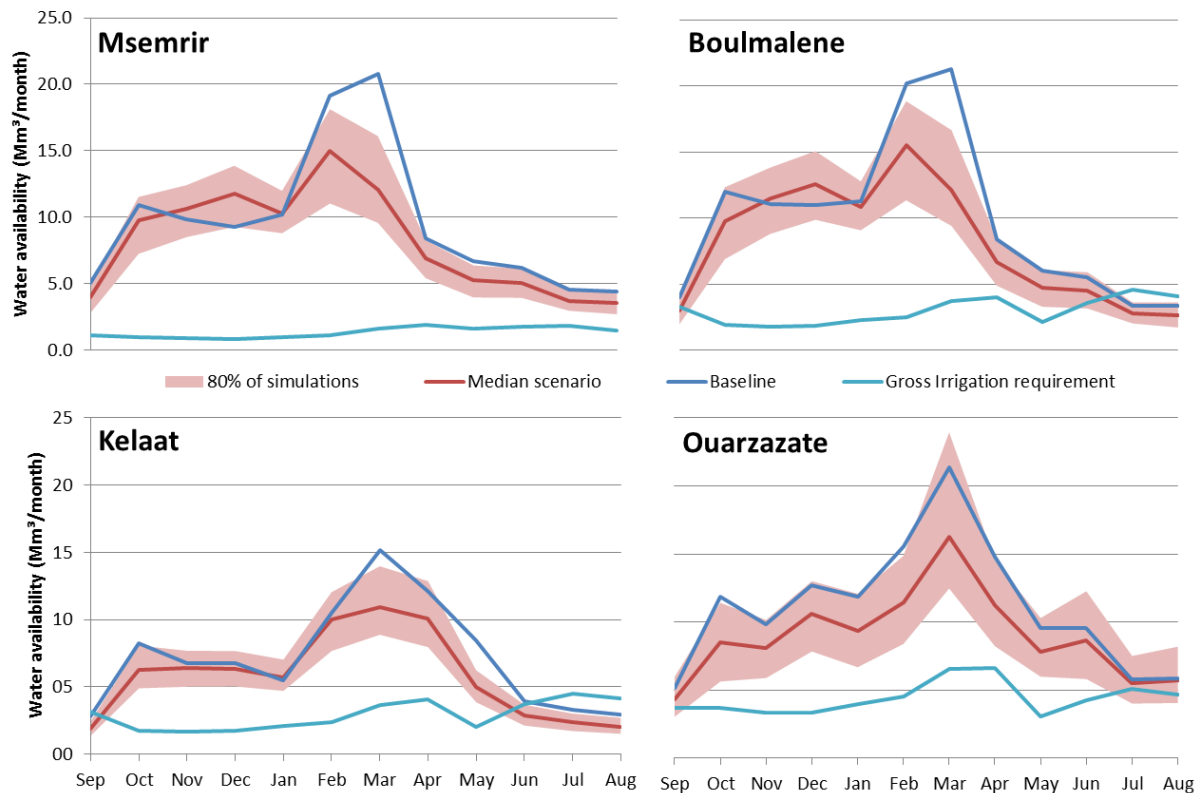 Msemrir
Boulmalene
Water availability (Mm³/month)
25.0
20.0
15.0
10.0
5.0
0.0
80% of simulations
Median scenario
Baseline
Gross Irrigation requirement
Kelaat
Ouarzazate
Water availability (Mm³/month)
25
20
15
10
05
00
Sep Oct Nov Dec Jan Feb Mar Apr May Jun Jul Aug
Sep Oct Nov Dec Jan Feb Mar Apr May Jun Jul Aug